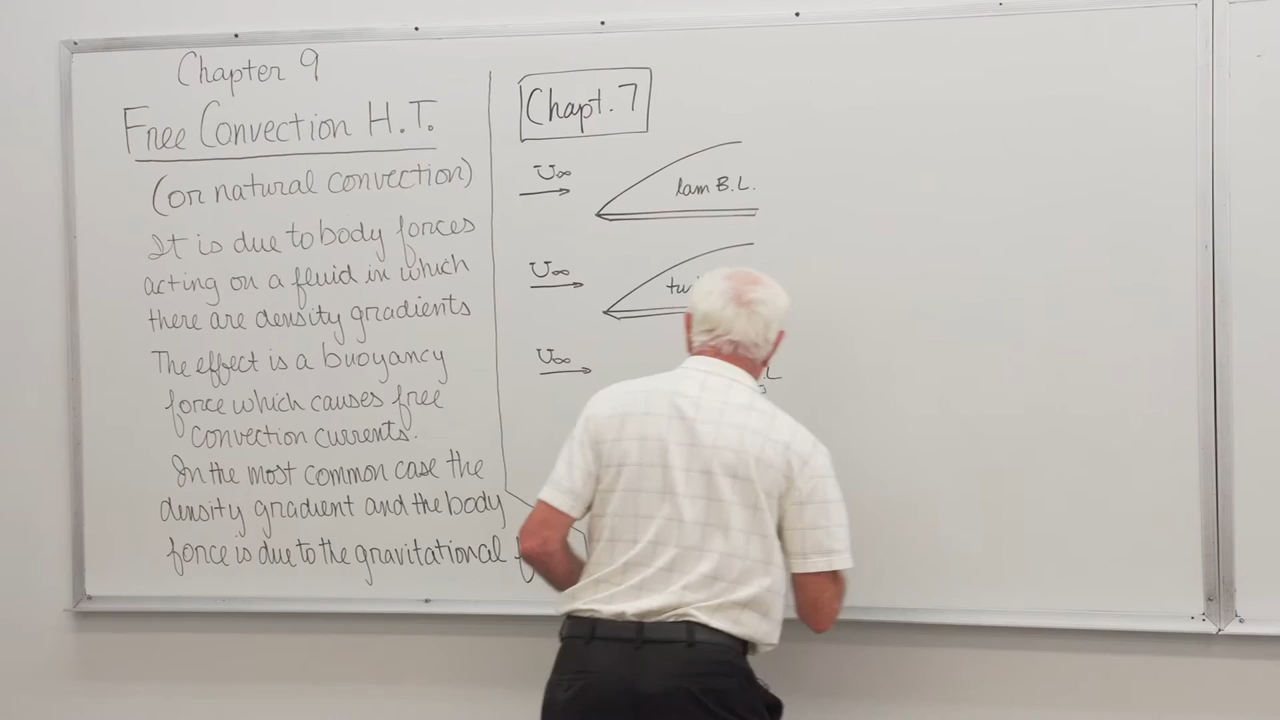 Chapter 9
Free Convection H.T.
(or natural convection)
It is due to body forces
acting on a fluid in which
there are density gradients
The effect is a buoyancy
force which causes free
convection currents.
In the most common case the
density gradient and the body
force is due to the gravitational
Chapt. 7
U∞
lam B.L.
U∞
U∞